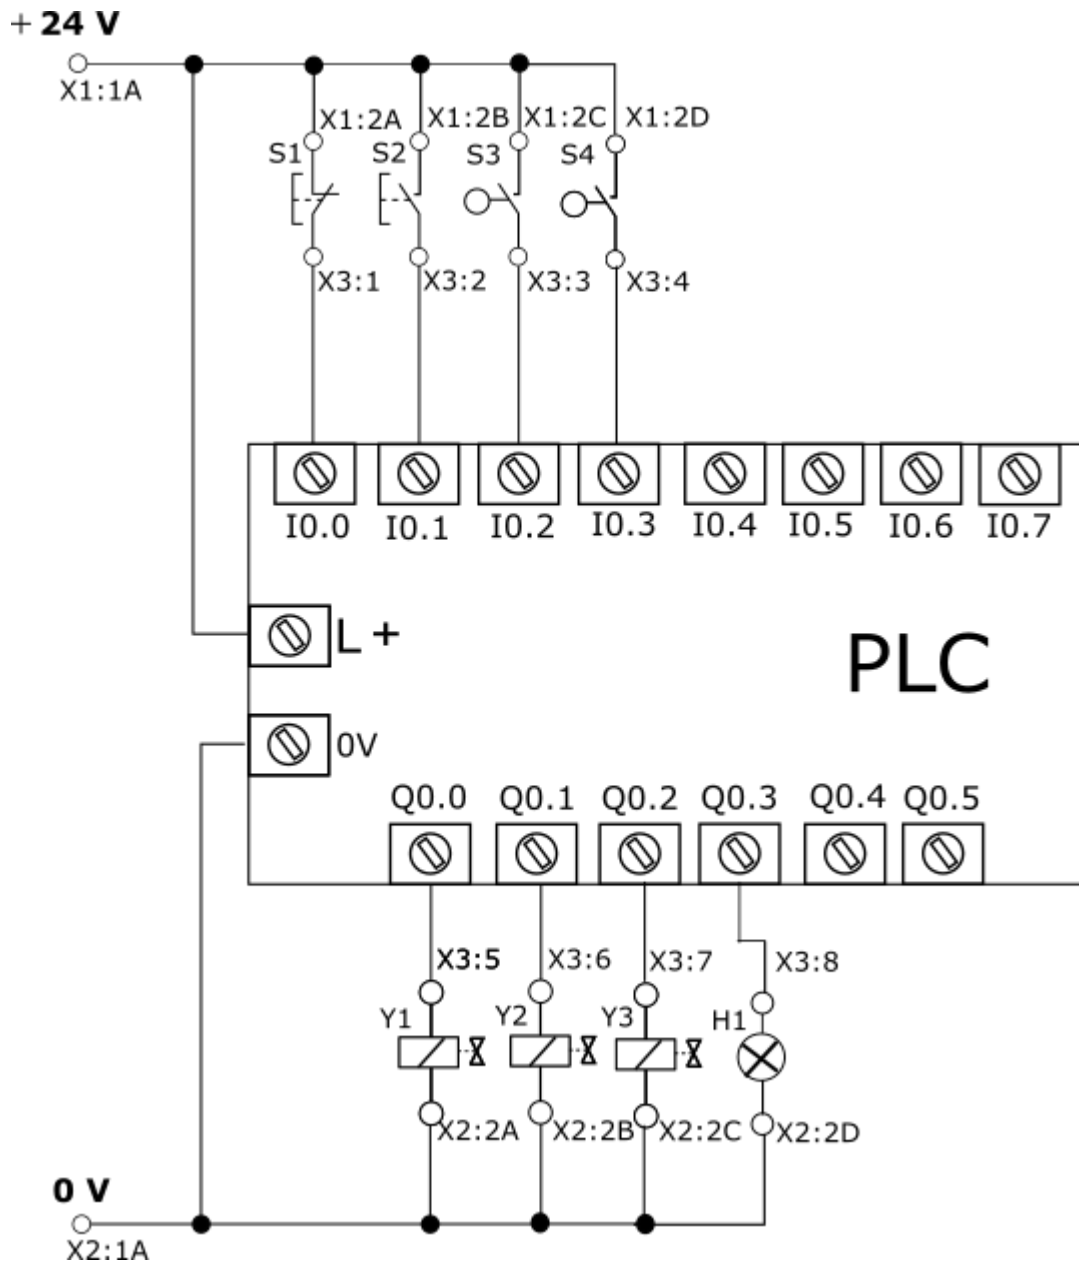 + 24 V
X1:1A
X1:2A X1:2B X1:2C X1:2D
S1 S2 S3 S4
X3:1 X3:2 X3:3 X3:4
I0.0 I0.1 I0.2 I0.3 I0.4 I0.5 I0.6 I0.7
L +
PLC
0V
Q0.0 Q0.1 Q0.2 Q0.3 Q0.4 Q0.5
X3:5 X3:6 X3:7 X3:8
Y1 Y2 Y3 H1
X2:2A X2:2B X2:2C X2:2D
0 V
X2:1A